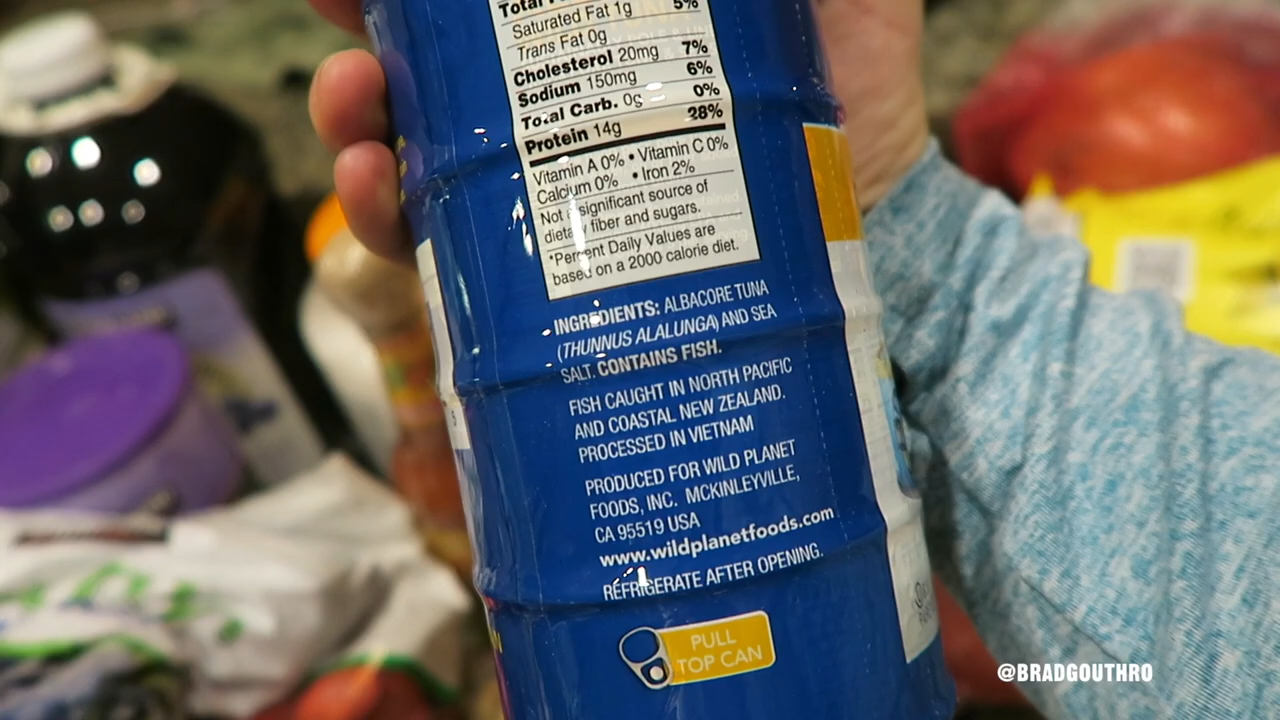 Total 5%
Saturated Fat 1g
Trans Fat 0g
Cholesterol 20mg 7%
Sodium 150mg 6%
Total Carb. 0g 0%
Protein 14g 28%
Vitamin A 0% • Vitamin C 0%
Calcium 0% • Iron 2%
Not a significant source of
dietary fiber and sugars.
*Percent Daily Values are
based on a 2000 calorie diet.
INGREDIENTS: ALBACORE TUNA
(THUNNUS ALALUNGA) AND SEA
SALT. CONTAINS FISH.
FISH CAUGHT IN NORTH PACIFIC
AND COASTAL NEW ZEALAND.
PROCESSED IN VIETNAM
PRODUCED FOR WILD PLANET
FOODS, INC. MCKINLEYVILLE,
CA 95519 USA
www.wildplanetfoods.com
REFRIGERATE AFTER OPENING.
PULL
TOP CAN
@BRADGOUTHRO